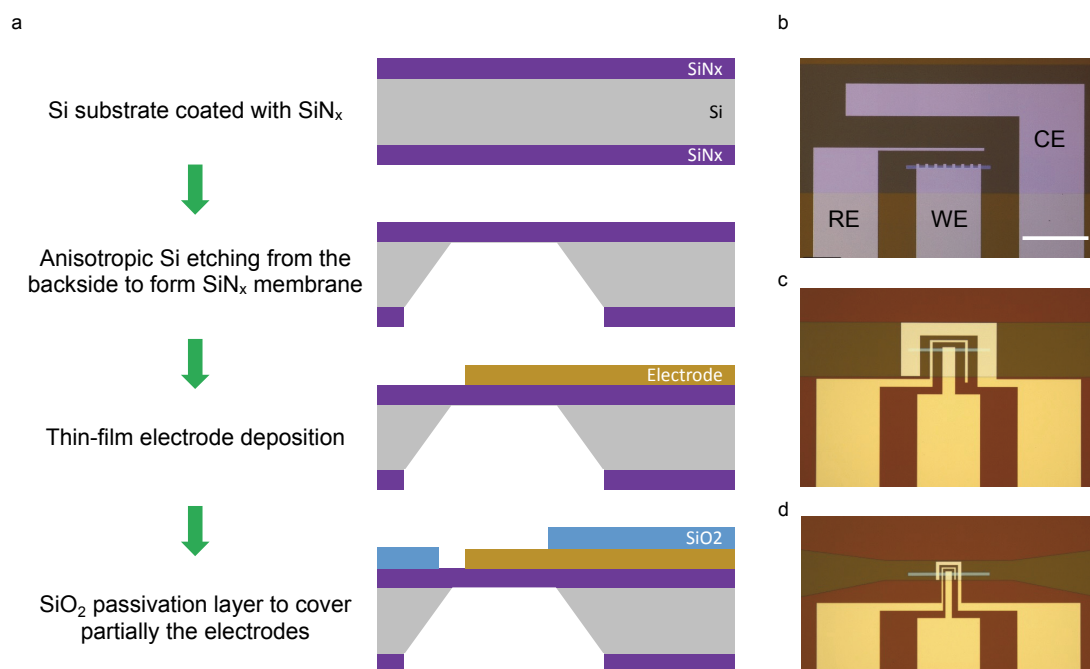 a
Si substrate coated with SiNₓ
SiNx
Si
SiNx
Anisotropic Si etching from the
backside to form SiNₓ membrane
Thin-film electrode deposition
Electrode
SiO₂ passivation layer to cover
partially the electrodes
SiO2
b
CE
RE
WE
c
d